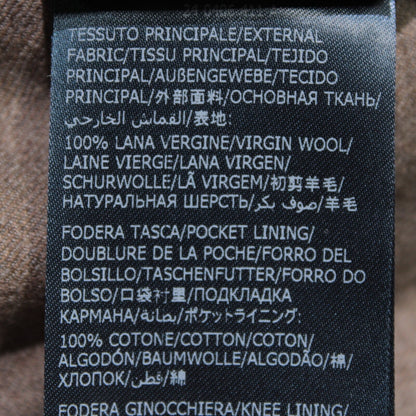 TESSUTO PRINCIPALE/EXTERNAL
FABRIC/TISSU PRINCIPAL/TEJIDO
PRINCIPAL/AUßENGEWEBE/TECIDO
PRINCIPAL/外部面料/ОСНОВНАЯ ТКАНЬ/
القماش الخارجي/表地:
100% LANA VERGINE/VIRGIN WOOL/
LAINE VIERGE/LANA VIRGEN/
SCHURWOLLE/LÃ VIRGEM/初剪羊毛/
НАТУРАЛЬНАЯ ШЕРСТЬ/صوف بكر/羊毛
FODERA TASCA/POCKET LINING/
DOUBLURE DE LA POCHE/FORRO DEL
BOLSILLO/TASCHENFUTTER/FORRO DO
BOLSO/口袋衬里/ПОДКЛАДКА
КАРМАНА/بطانة/ポケットライニング:
100% COTONE/COTTON/COTON/
ALGODÓN/BAUMWOLLE/ALGODÃO/棉/
ХЛОПОК/قطن/綿
FODERA GINOCCHIERA/KNEE LINING/